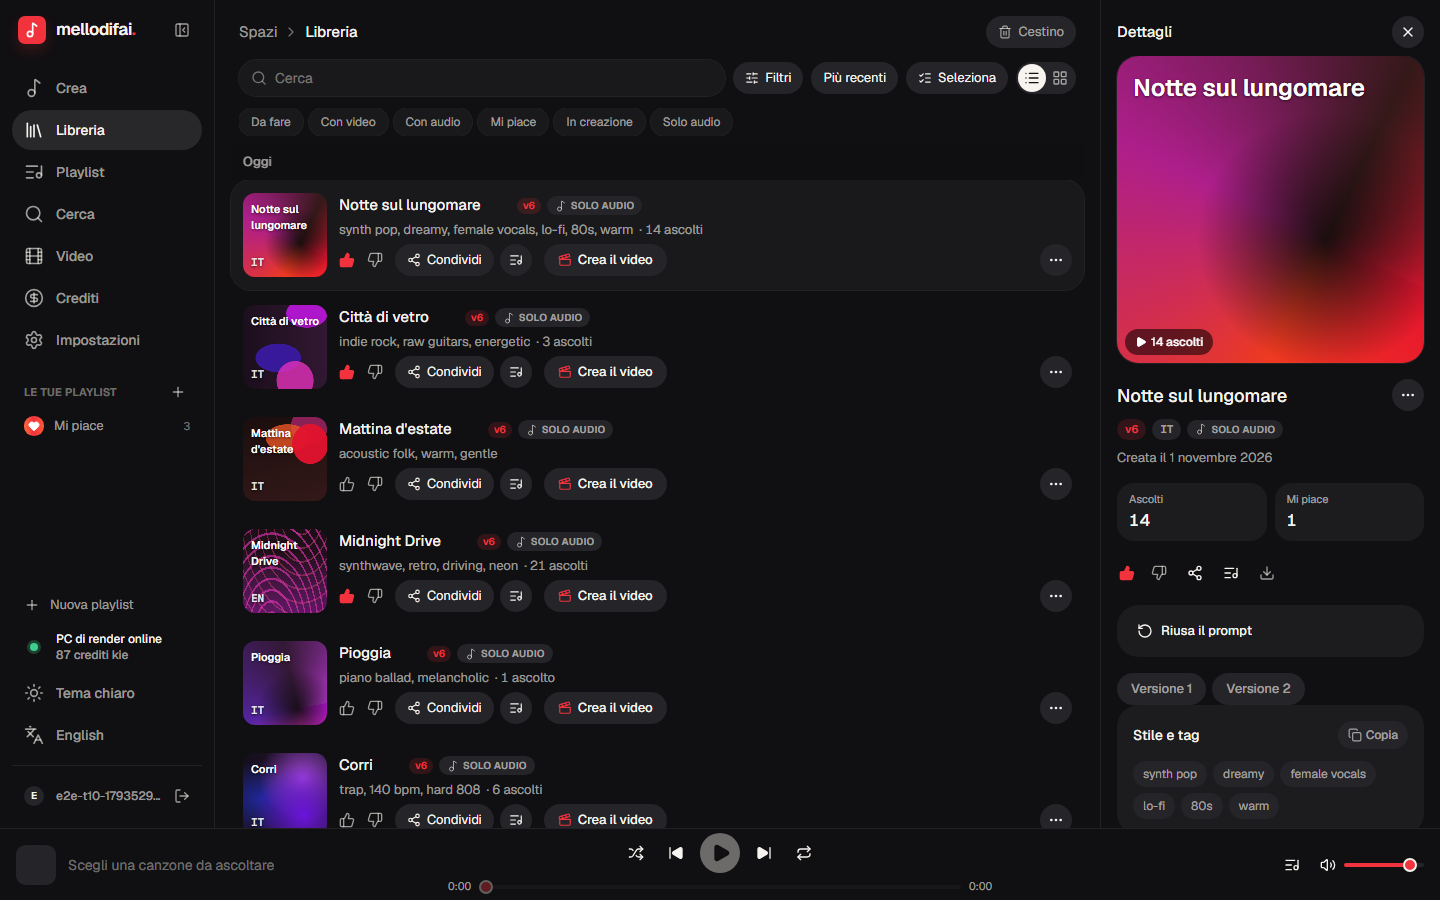 mellodifai.
Crea
Libreria
Playlist
Cerca
Video
Crediti
Impostazioni
LE TUE PLAYLIST
Mi piace 3
Nuova playlist
PC di render online
87 crediti kie
Tema chiaro
English
E e2e-t10-1793529...
Spazi > Libreria
Cestino
Cerca
Filtri
Più recenti
Seleziona
Da fare
Con video
Con audio
Mi piace
In creazione
Solo audio
Oggi
Notte sul
lungomare
IT
Notte sul lungomare v6 SOLO AUDIO
synth pop, dreamy, female vocals, lo-fi, 80s, warm · 14 ascolti
Condividi
Crea il video
Città di vetro
IT
Città di vetro v6 SOLO AUDIO
indie rock, raw guitars, energetic · 3 ascolti
Condividi
Crea il video
Mattina
d'estate
IT
Mattina d'estate v6 SOLO AUDIO
acoustic folk, warm, gentle
Condividi
Crea il video
Midnight
Drive
EN
Midnight Drive v6 SOLO AUDIO
synthwave, retro, driving, neon · 21 ascolti
Condividi
Crea il video
Pioggia
IT
Pioggia v6 SOLO AUDIO
piano ballad, melancholic · 1 ascolto
Condividi
Crea il video
Corri
IT
Corri v6 SOLO AUDIO
trap, 140 bpm, hard 808 · 6 ascolti
Condividi
Crea il video
Dettagli
Notte sul lungomare
14 ascolti
Notte sul lungomare
v6 IT SOLO AUDIO
Creata il 1 novembre 2026
Ascolti
14
Mi piace
1
Riusa il prompt
Versione 1
Versione 2
Stile e tag
Copia
synth pop
dreamy
female vocals
lo-fi
80s
warm
Scegli una canzone da ascoltare
0:00
0:00